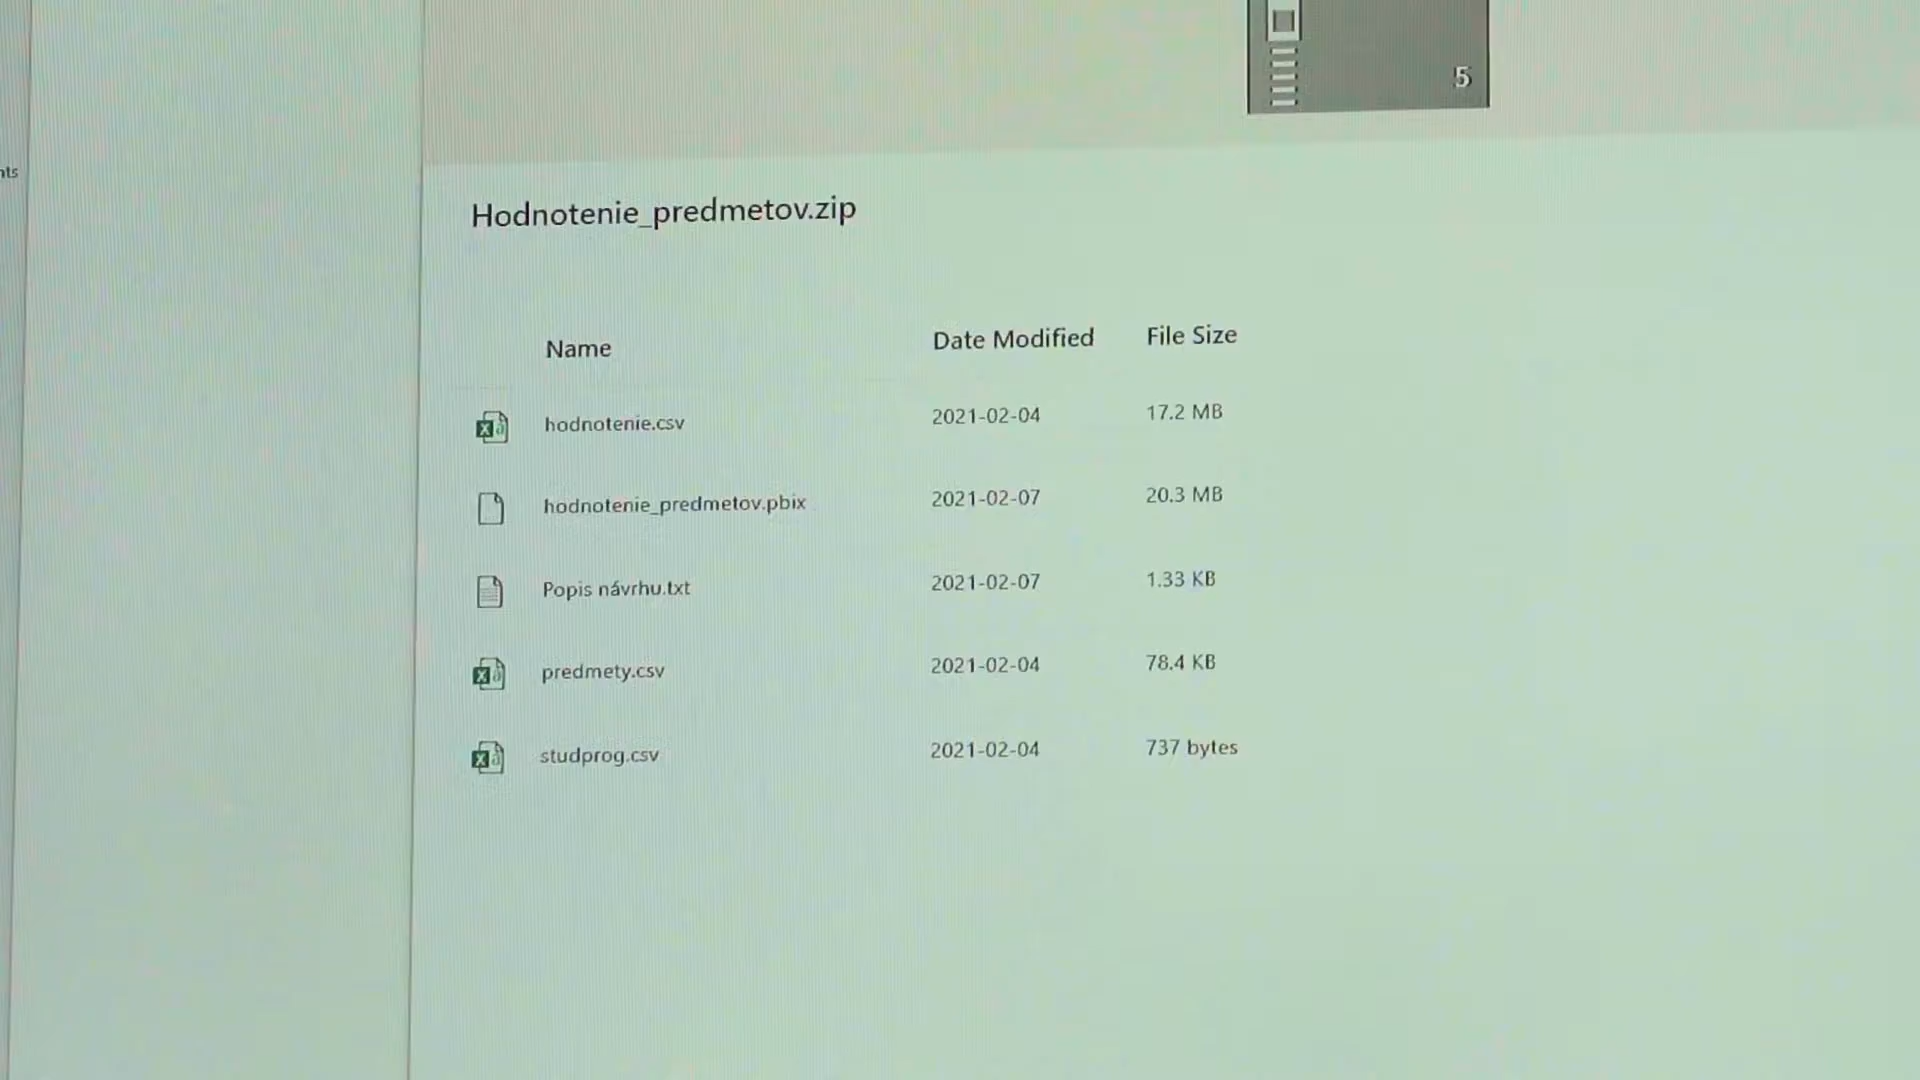 5
nts
Hodnotenie_predmetov.zip
Name Date Modified File Size
hodnotenie.csv 2021-02-04 17.2 MB
hodnotenie_predmetov.pbix 2021-02-07 20.3 MB
Popis návrhu.txt 2021-02-07 1.33 KB
predmety.csv 2021-02-04 78.4 KB
studprog.csv 2021-02-04 737 bytes